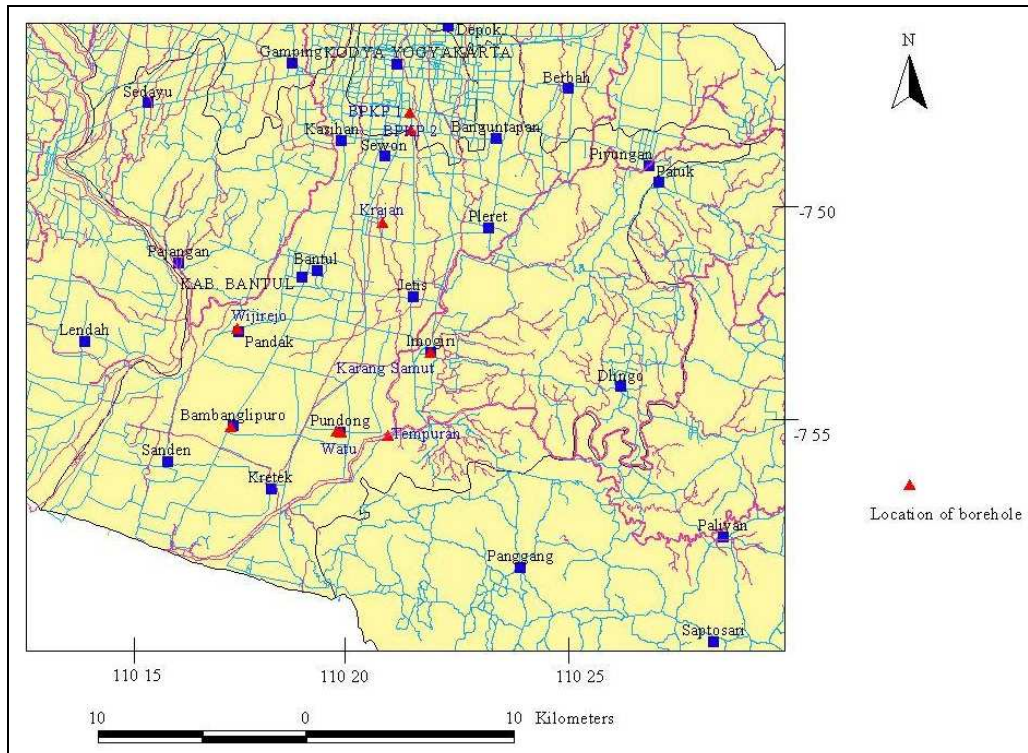 Depok
N
Gamping
KODYA YOGYAKARTA
Berbah
Sedayu
BPKP 1
BPKP 2
Kasihan
Banguntapan
Sewon
Piyungan
Patuk
-7 50
Krajan
Pleret
Pajangan
Bantul
KAB. BANTUL
Jetis
Wijirejo
Lendah
Pandak
Imogiri
Karang Samut
Dlingo
Bambanglipuro
Pundong
Tempuran
-7 55
Watu
Sanden
Kretek
Location of borehole
Paliyan
Panggang
Saptosari
110 15
110 20
110 25
10
0
10
Kilometers